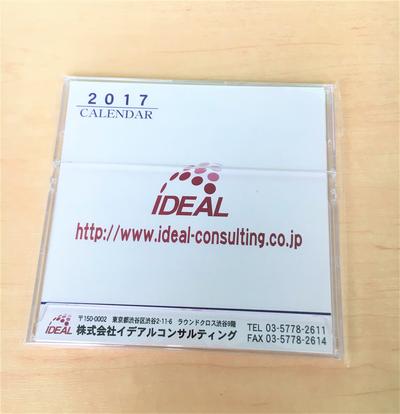 2017
CALENDAR
IDEAL
http://www.ideal-consulting.co.jp
IDEAL
〒150-0002 東京都渋谷区渋谷2-11-6 ラウンドクロス渋谷9階
株式会社イデアルコンサルティング
TEL 03-5778-2611
FAX 03-5778-2614